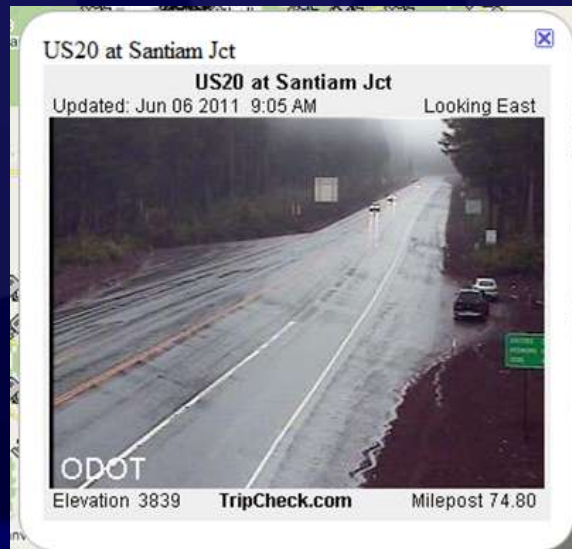 US20 at Santiam Jct
US20 at Santiam Jct
Updated: Jun 06 2011 9:05 AM Looking East
ODOT
Elevation 3839 TripCheck.com Milepost 74.80